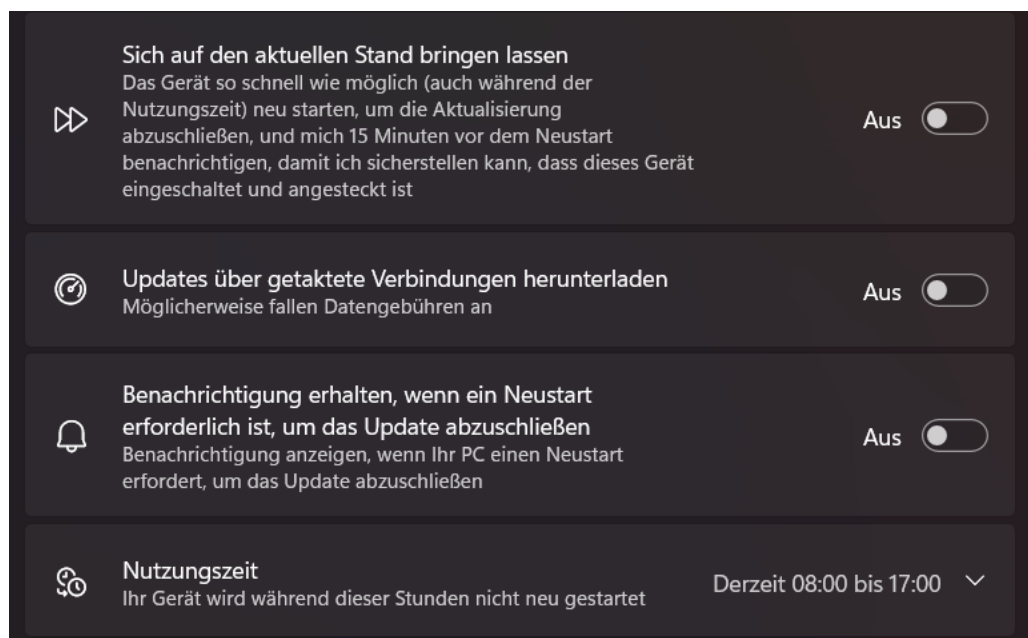 Sich auf den aktuellen Stand bringen lassen
Das Gerät so schnell wie möglich (auch während der
Nutzungszeit) neu starten, um die Aktualisierung
abzuschließen, und mich 15 Minuten vor dem Neustart
benachrichtigen, damit ich sicherstellen kann, dass dieses Gerät
eingeschaltet und angesteckt ist
Aus
Updates über getaktete Verbindungen herunterladen
Möglicherweise fallen Datengebühren an
Aus
Benachrichtigung erhalten, wenn ein Neustart
erforderlich ist, um das Update abzuschließen
Benachrichtigung anzeigen, wenn Ihr PC einen Neustart
erfordert, um das Update abzuschließen
Aus
Nutzungszeit
Ihr Gerät wird während dieser Stunden nicht neu gestartet
Derzeit 08:00 bis 17:00